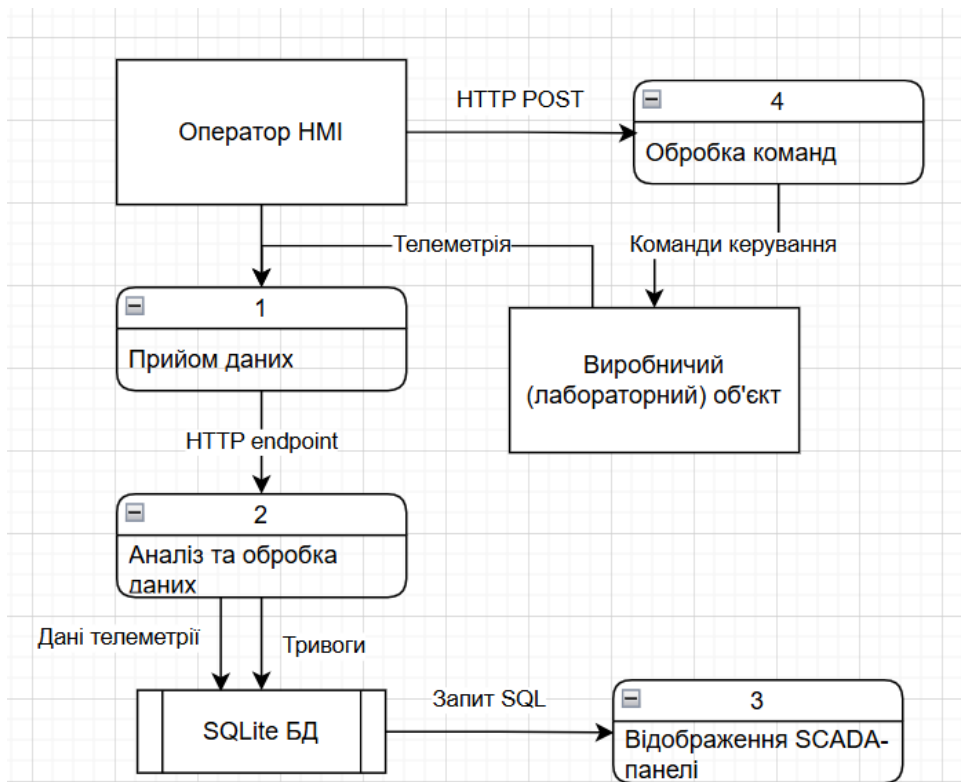 Оператор HMI
HTTP POST
4
Обробка команд
Телеметрія
Команди керування
1
Прийом даних
Виробничий
(лабораторний) об'єкт
HTTP endpoint
2
Аналіз та обробка
даних
Дані телеметрії
Тривоги
SQLite БД
Запит SQL
3
Відображення SCADA-
панелі